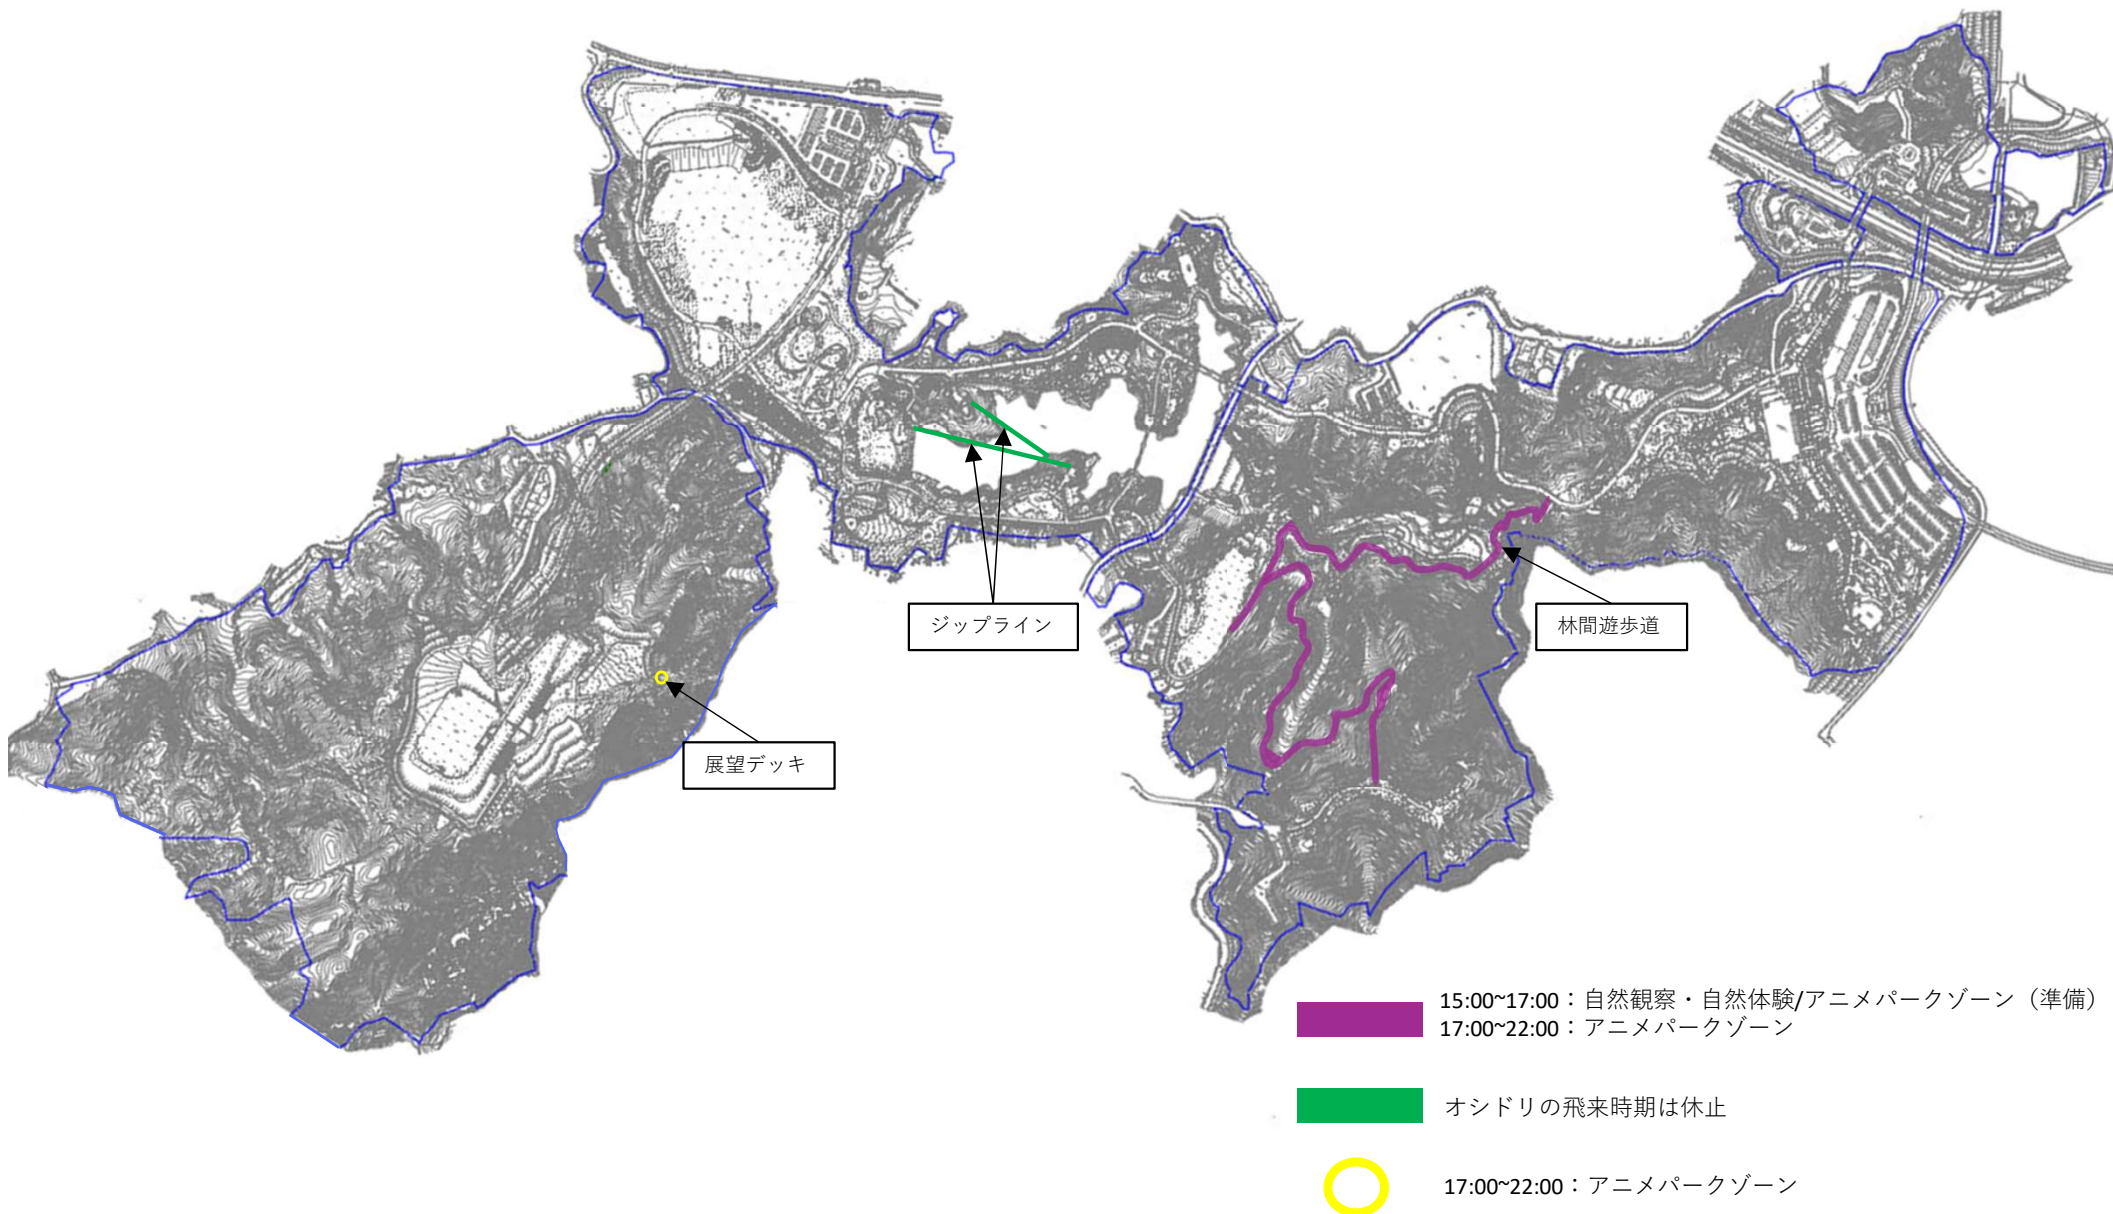 ジップライン
林間遊歩道
展望デッキ
15:00~17:00：自然観察・自然体験/アニメパークゾーン（準備）
17:00~22:00：アニメパークゾーン
オシドリの飛来時期は休止
17:00~22:00：アニメパークゾーン